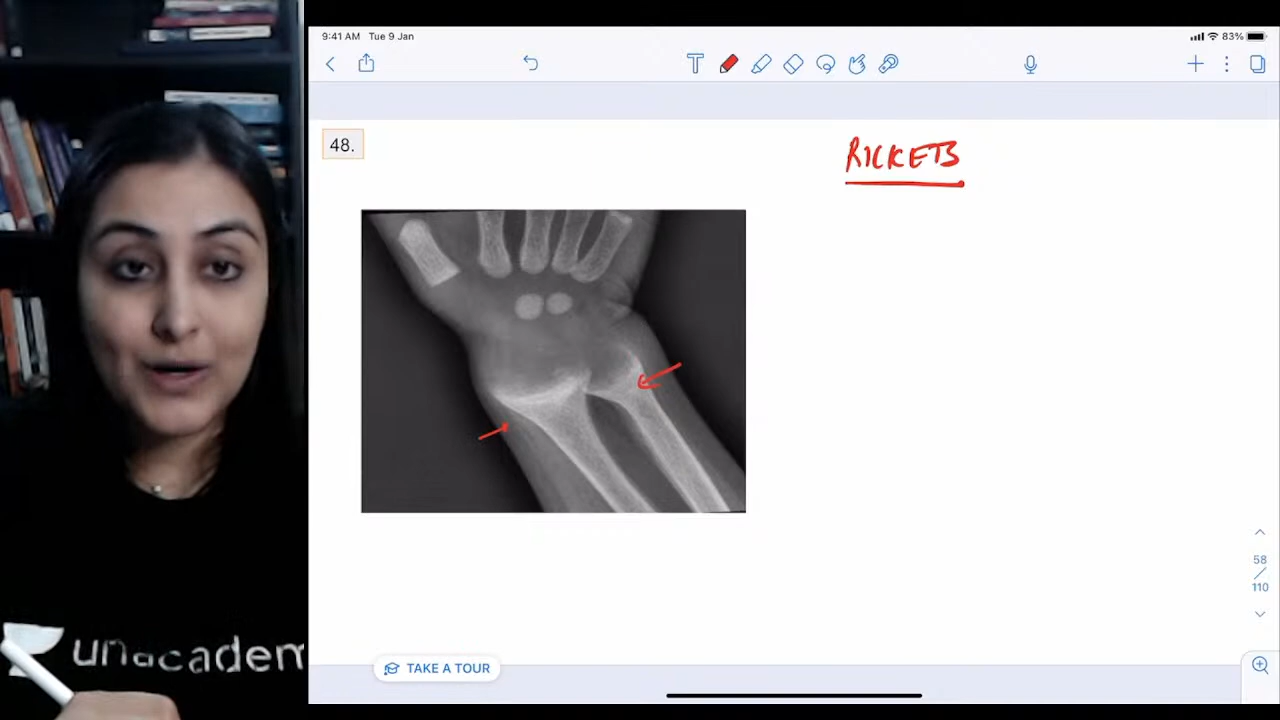 9:41 AM Tue 9 Jan
83%
T
48.
RICKETS
58
110
TAKE A TOUR
unacadem